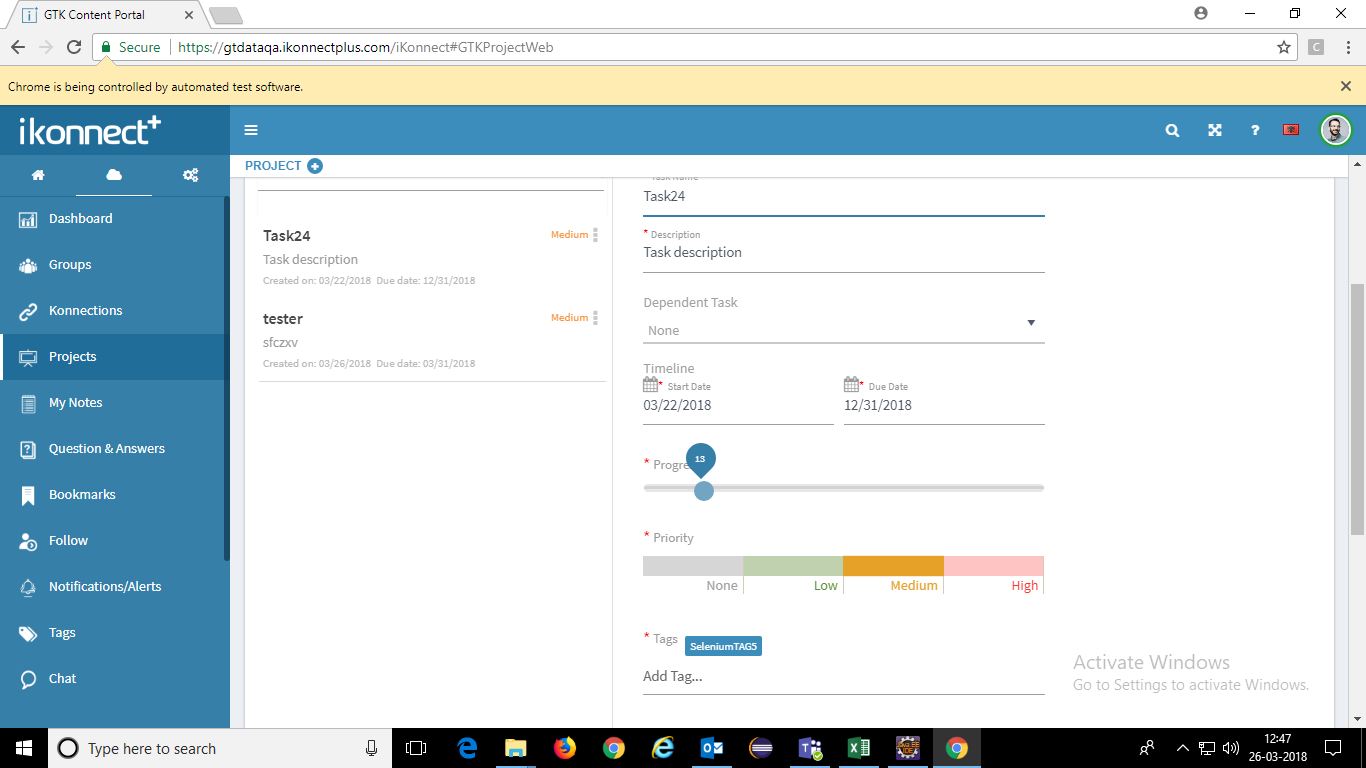 GTK Content Portal
Secure
https://gtdataqa.ikonnectplus.com/iKonnect#GTKProjectWeb
C
Chrome is being controlled by automated test software.
ikonnect+
PROJECT
Dashboard
Groups
Konnections
Projects
My Notes
Question & Answers
Bookmarks
Follow
Notifications/Alerts
Tags
Chat
Task24
Medium
Task description
Created on: 03/22/2018 Due date: 12/31/2018
tester
Medium
sfczxv
Created on: 03/26/2018 Due date: 03/31/2018
* Task Name
Task24
* Description
Task description
Dependent Task
None
Timeline
* Start Date
03/22/2018
* Due Date
12/31/2018
* Progre
13
* Priority
None
Low
Medium
High
* Tags
SeleniumTAG5
Add Tag...
Activate Windows
Go to Settings to activate Windows.
Type here to search
12:47
26-03-2018